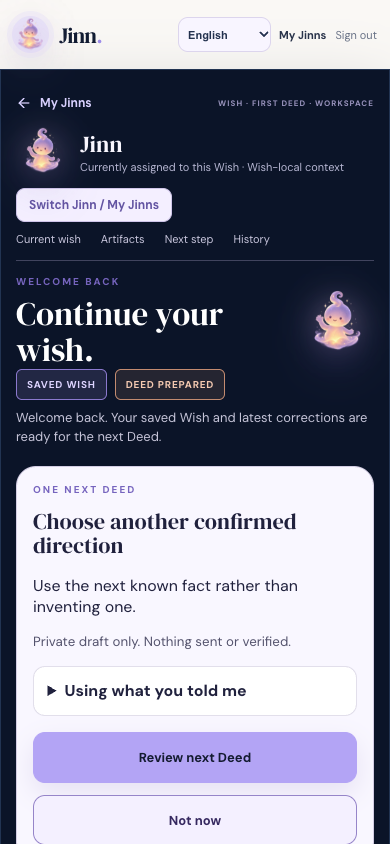 Jinn.
English
My Jinns
Sign out
← My Jinns
WISH · FIRST DEED · WORKSPACE
Jinn
Currently assigned to this Wish · Wish-local context
Switch Jinn / My Jinns
Current wish
Artifacts
Next step
History
WELCOME BACK
Continue your
wish.
SAVED WISH
DEED PREPARED
Welcome back. Your saved Wish and latest corrections are
ready for the next Deed.
ONE NEXT DEED
Choose another confirmed
direction
Use the next known fact rather than
inventing one.
Private draft only. Nothing sent or verified.
▶ Using what you told me
Review next Deed
Not now